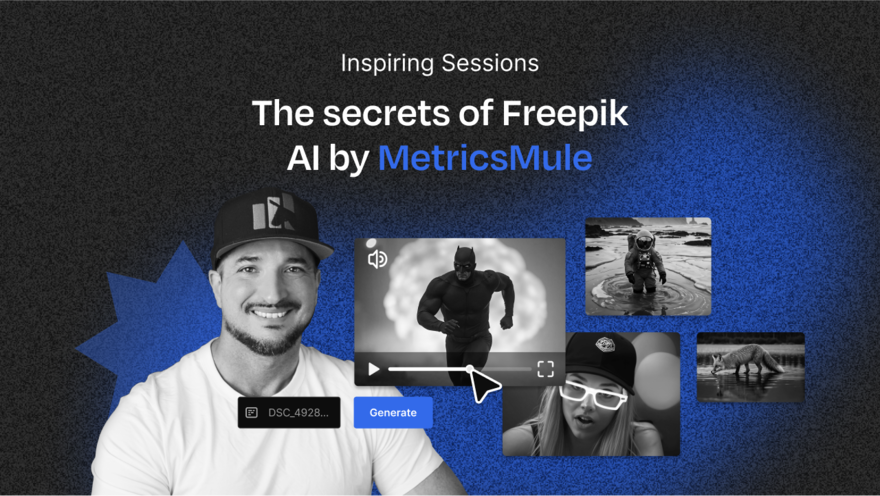 Inspiring Sessions
The secrets of Freepik
AI by MetricsMule
DSC_4928...
Generate